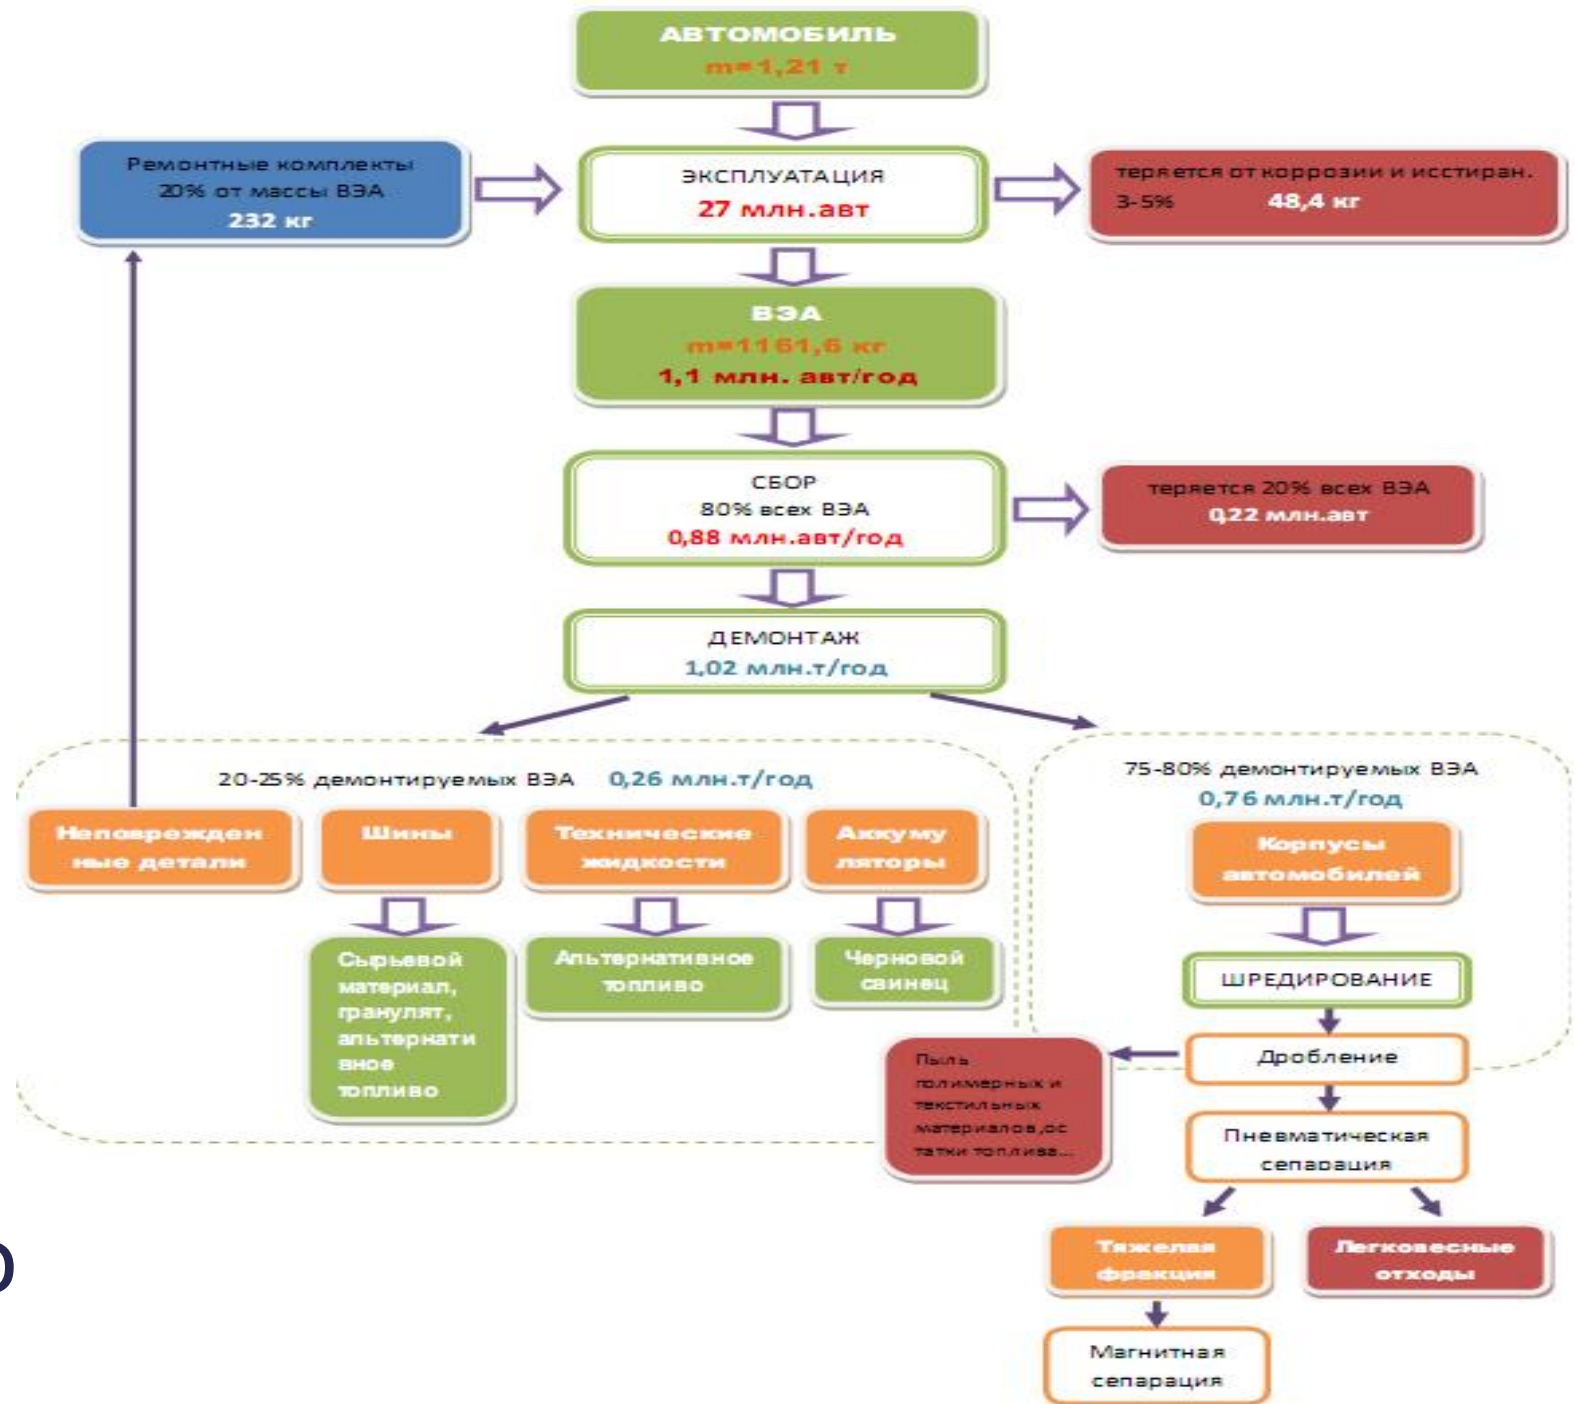 АВТОМОБИЛЬ
m=1,21 т
Ремонтные комплекты
20% от массы ВЭА
232 кг
ЭКСПЛУАТАЦИЯ
27 млн.авт
теряется от коррозии и исстиран.
3-5% 48,4 кг
ВЭА
m=1161,6 кг
1,1 млн. авт/год
СБОР
80% всех ВЭА
0,88 млн.авт/год
теряется 20% всех ВЭА
0,22 млн.авт
ДЕМОНТАЖ
1,02 млн.т/год
20-25% демонтируемых ВЭА 0,26 млн.т/год
Неповрежден
ные детали
Шины
Технические
жидкости
Аккуму
ляторы
Сырьевой
материал,
гранулят,
альтернати
вное
топливо
Альтернативное
топливо
Черновой
свинец
75-80% демонтируемых ВЭА
0,76 млн.т/год
Корпусы
автомобилей
ШРЕДИРОВАНИЕ
Дробление
Пыль
полимерных и
текстильных
материалов,ос
татки топлива...
Пневматическая
сепарация
Тяжелая
фракция
Легковесные
отходы
Магнитная
сепарация